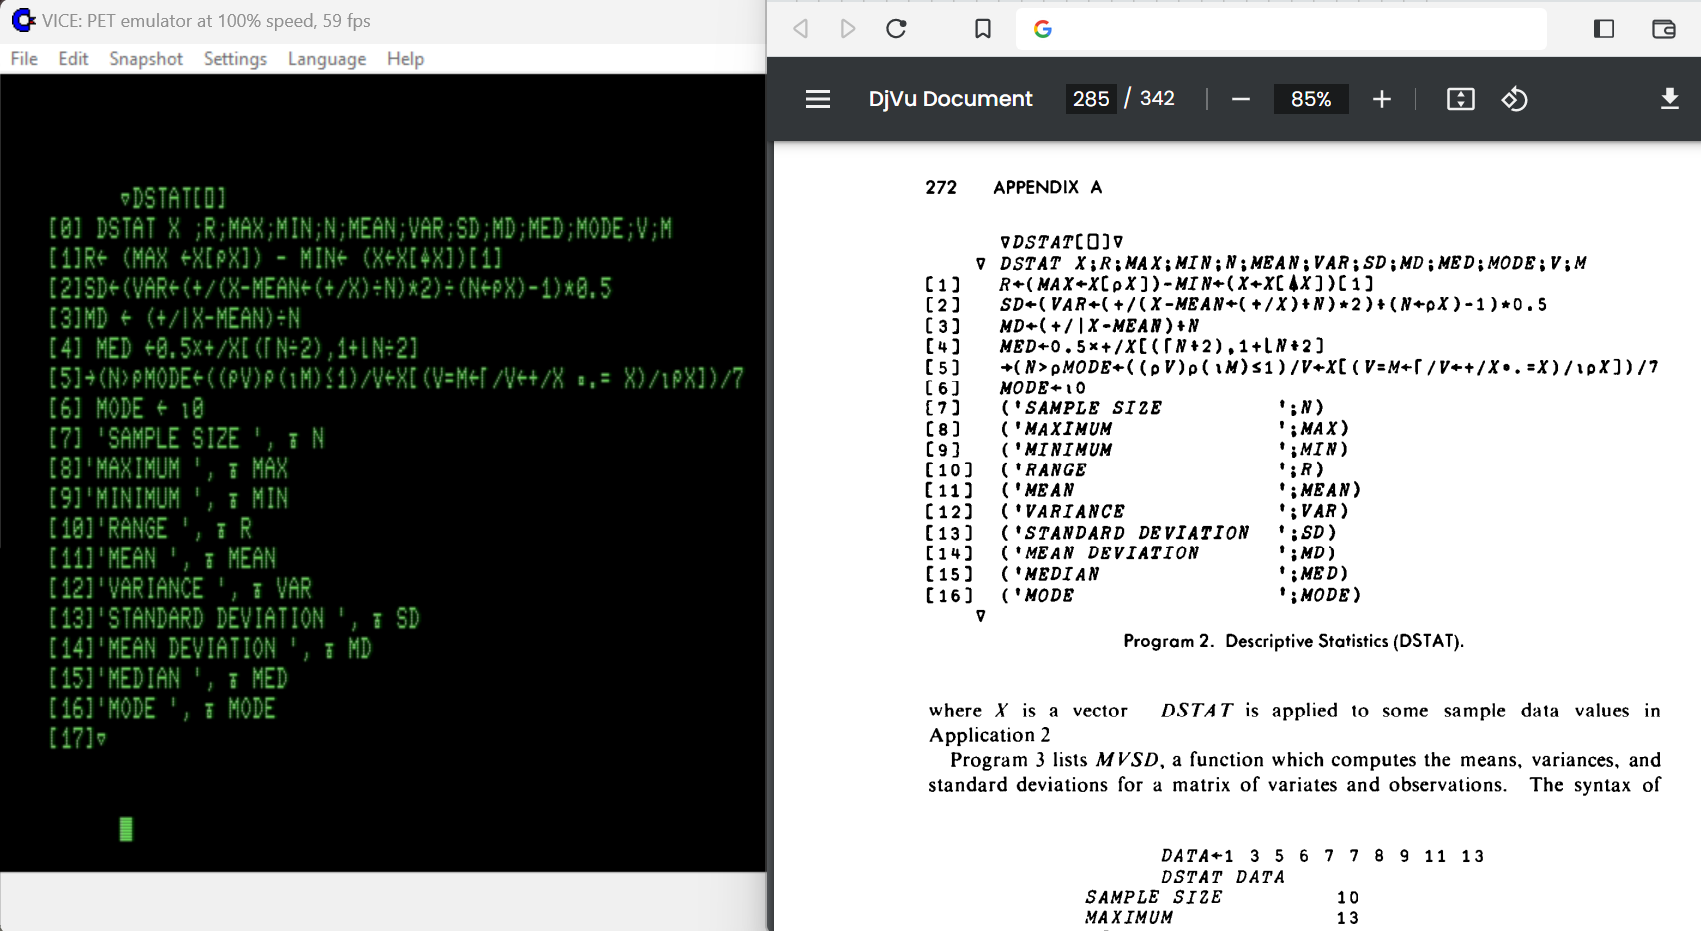 VICE: PET emulator at 100% speed, 59 fps
File Edit Snapshot Settings Language Help
∇DSTAT[⎕]
[0] DSTAT X ;R;MAX;MIN;N;MEAN;VAR;SD;MD;MED;MODE;V;M
[1]R← (MAX ←X[⍴X]) - MIN← (X←X[⍋X])[1]
[2]SD←(VAR←(+/(X-MEAN←(+/X)÷N)*2)÷(N←⍴X)-1)*0.5
[3]MD ← (+/|X-MEAN)÷N
[4] MED ←0.5×+/X[(⌈N÷2),1+⌊N÷2]
[5]→(N>⍴MODE←((⍴V)⍴(⍳M)≤1)/V←X[(V=M←⌈/V←+/X ∘.= X)/⍳⍴X])/7
[6] MODE ← ⍳0
[7] 'SAMPLE SIZE ', ⍕ N
[8]'MAXIMUM ', ⍕ MAX
[9]'MINIMUM ', ⍕ MIN
[10]'RANGE ', ⍕ R
[11]'MEAN ', ⍕ MEAN
[12]'VARIANCE ', ⍕ VAR
[13]'STANDARD DEVIATION ', ⍕ SD
[14]'MEAN DEVIATION ', ⍕ MD
[15]'MEDIAN ', ⍕ MED
[16]'MODE ', ⍕ MODE
[17]∇
DjVu Document 285 / 342 85%
272 APPENDIX A
∇DSTAT[⎕]∇
∇ DSTAT X;R;MAX;MIN;N;MEAN;VAR;SD;MD;MED;MODE;V;M
[1] R←(MAX←X[⍴X])-MIN←(X←X[⍋X])[1]
[2] SD←(VAR←(+/(X-MEAN←(+/X)÷N)*2)÷(N←⍴X)-1)*0.5
[3] MD←(+/|X-MEAN)÷N
[4] MED←0.5×+/X[(⌈N÷2),1+⌊N÷2]
[5] →(N>⍴MODE←((⍴V)⍴(⍳M)≤1)/V←X[(V=M←⌈/V←+/X∘.=X)/⍳⍴X])/7
[6] MODE←⍳0
[7] ('SAMPLE SIZE ';N)
[8] ('MAXIMUM ';MAX)
[9] ('MINIMUM ';MIN)
[10] ('RANGE ';R)
[11] ('MEAN ';MEAN)
[12] ('VARIANCE ';VAR)
[13] ('STANDARD DEVIATION ';SD)
[14] ('MEAN DEVIATION ';MD)
[15] ('MEDIAN ';MED)
[16] ('MODE ';MODE)
∇
Program 2. Descriptive Statistics (DSTAT).
where X is a vector DSTAT is applied to some sample data values in
Application 2
Program 3 lists MVSD, a function which computes the means, variances, and
standard deviations for a matrix of variates and observations. The syntax of
DATA←1 3 5 6 7 7 8 9 11 13
DSTAT DATA
SAMPLE SIZE 10
MAXIMUM 13